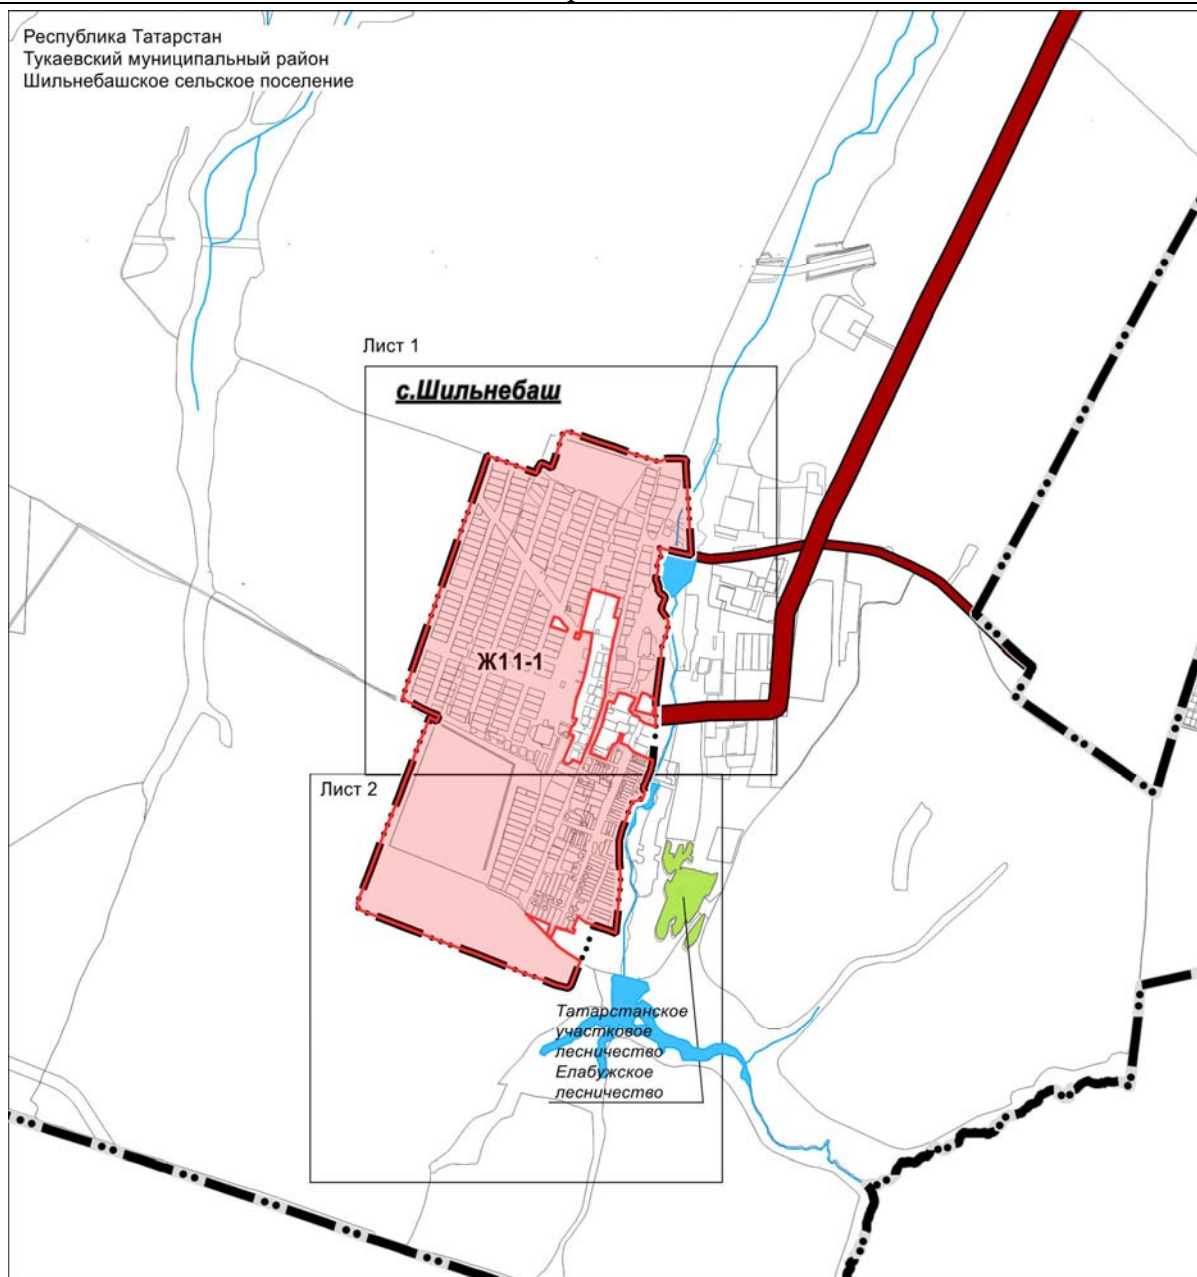 Республика Татарстан
Тукаевский муниципальный район
Шильнебашское сельское поселение
Лист 1
с.Шильнебаш
Ж11-1
Лист 2
Татарстанское
участковое
лесничество
Елабужское
лесничество